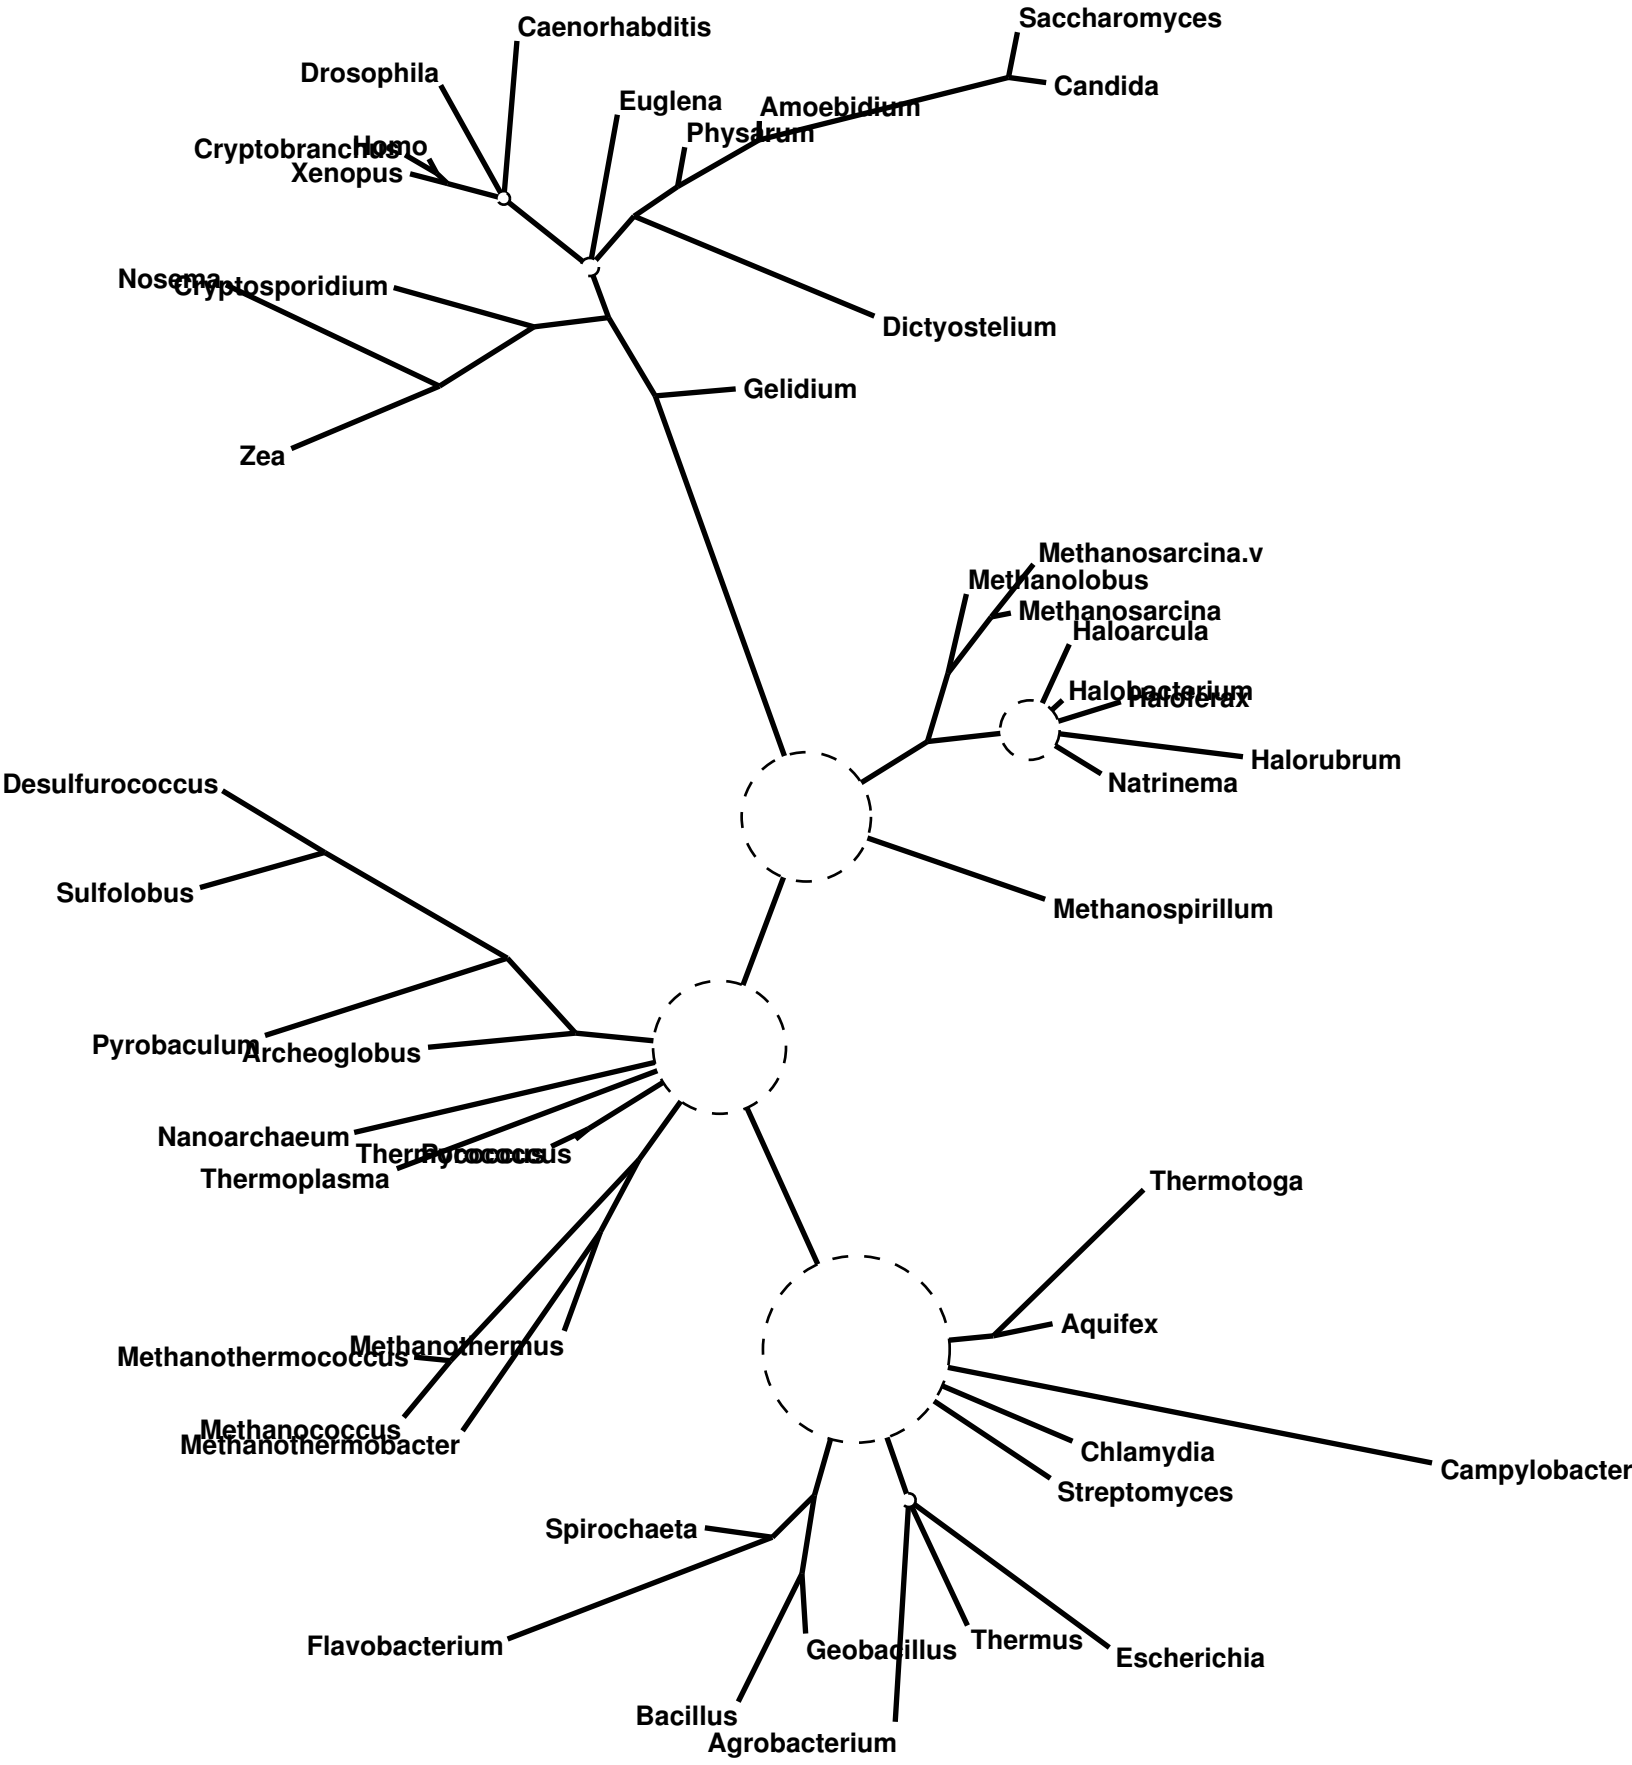 Saccharomyces
Caenorhabditis
Drosophila
Candida
Euglena
Amoebidium
Physarum
Homo
Cryptobranchus
Xenopus
Nosema
Cryptosporidium
Dictyostelium
Gelidium
Zea
Methanosarcina.v
Methanolobus
Methanosarcina
Haloarcula
Halobacterium
Haloferax
Halorubrum
Natrinema
Desulfurococcus
Sulfolobus
Methanospirillum
Pyrobaculum
Archeoglobus
Nanoarchaeum
Thermococcus
Pyrococcus
Thermoplasma
Thermotoga
Aquifex
Methanothermus
Methanothermococcus
Methanococcus
Methanothermobacter
Chlamydia
Campylobacter
Streptomyces
Spirochaeta
Flavobacterium
Geobacillus
Thermus
Escherichia
Bacillus
Agrobacterium